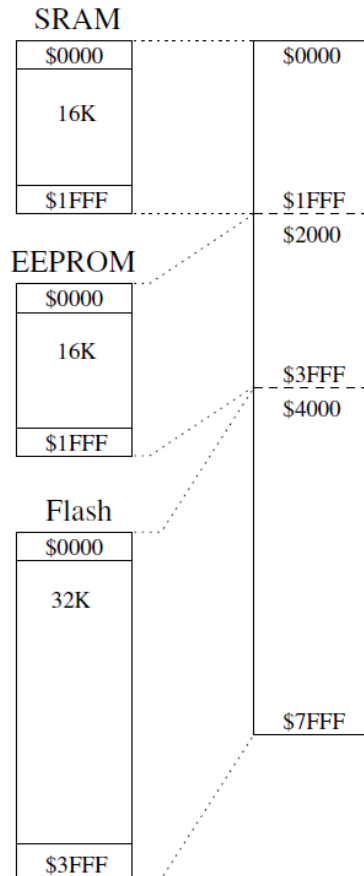 SRAM
$0000
16K
$1FFF
EEPROM
$0000
16K
$1FFF
Flash
$0000
32K
$3FFF
$0000
$1FFF
$2000
$3FFF
$4000
$7FFF